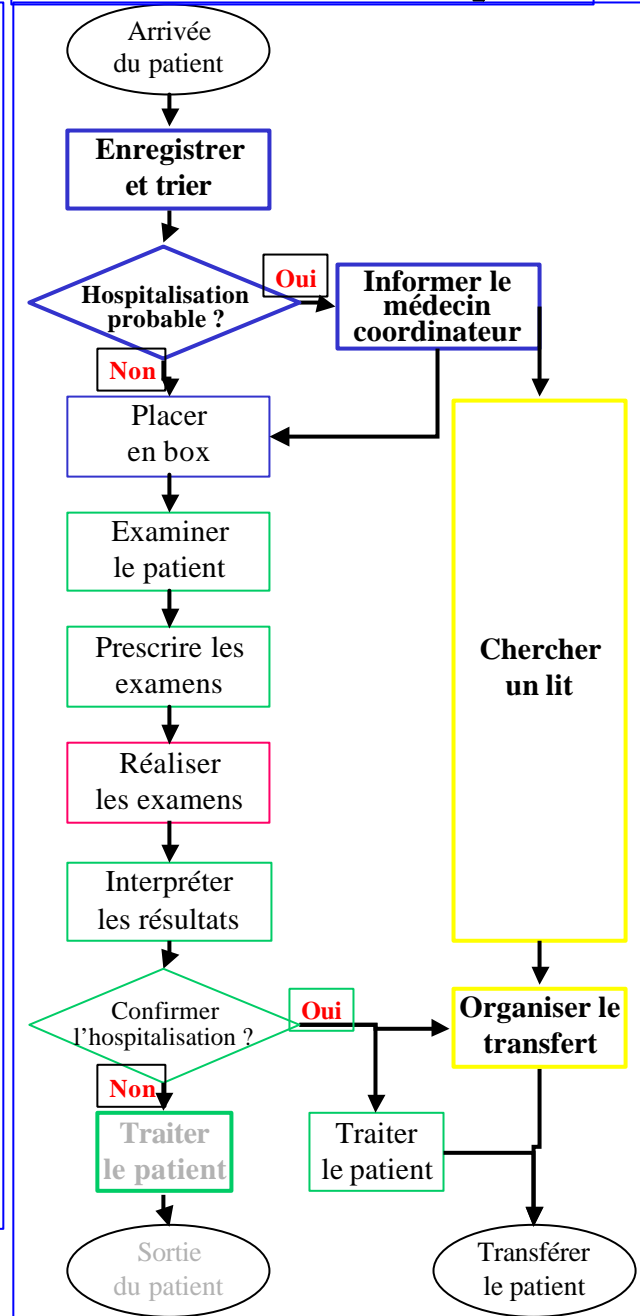 Arrivée
du patient
Enregistrer
et trier
Hospitalisation
probable ?
Oui
Informer le
médecin
coordinateur
Non
Placer
en box
Examiner
le patient
Prescrire les
examens
Chercher
un lit
Réaliser
les examens
Interpréter
les résultats
Confirmer
l’hospitalisation ?
Oui
Organiser le
transfert
Non
Traiter
le patient
Traiter
le patient
Sortie
du patient
Transférer
le patient